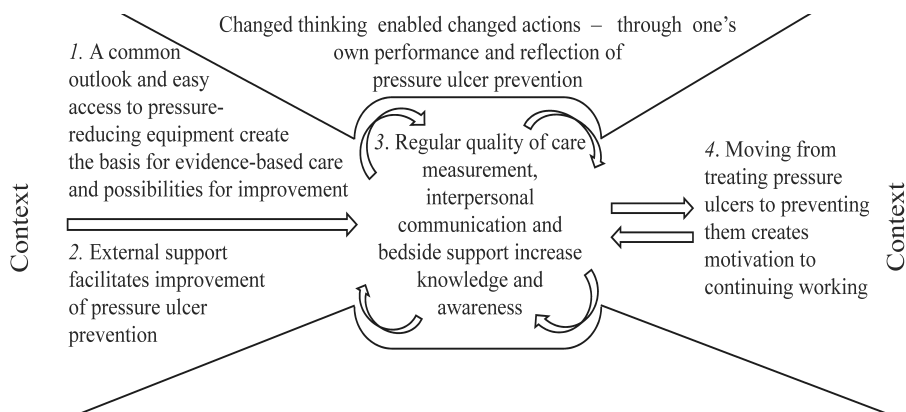 Changed thinking enabled changed actions – through one's
own performance and reflection of
pressure ulcer prevention
Context
1. A common
outlook and easy
access to pressure-
reducing equipment create
the basis for evidence-based care
and possibilities for improvement
2. External support
facilitates improvement
of pressure ulcer
prevention
3. Regular quality of care
measurement,
interpersonal
communication and
bedside support increase
knowledge and
awareness
4. Moving from
treating pressure
ulcers to preventing
them creates
motivation to
continuing working
Context